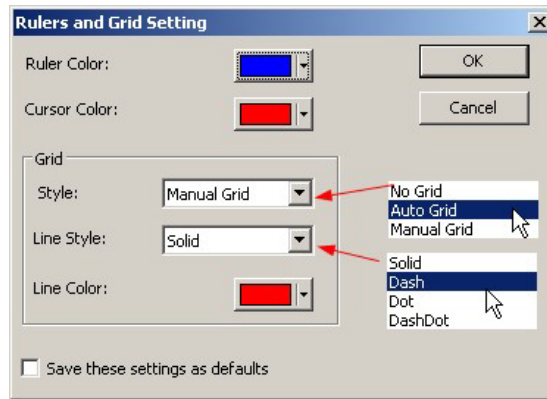 Rulers and Grid Setting
Ruler Color:
OK
Cursor Color:
Cancel
Grid
Style:
Manual Grid
No Grid
Auto Grid
Manual Grid
Line Style:
Solid
Solid
Dash
Dot
DashDot
Line Color:
Save these settings as defaults